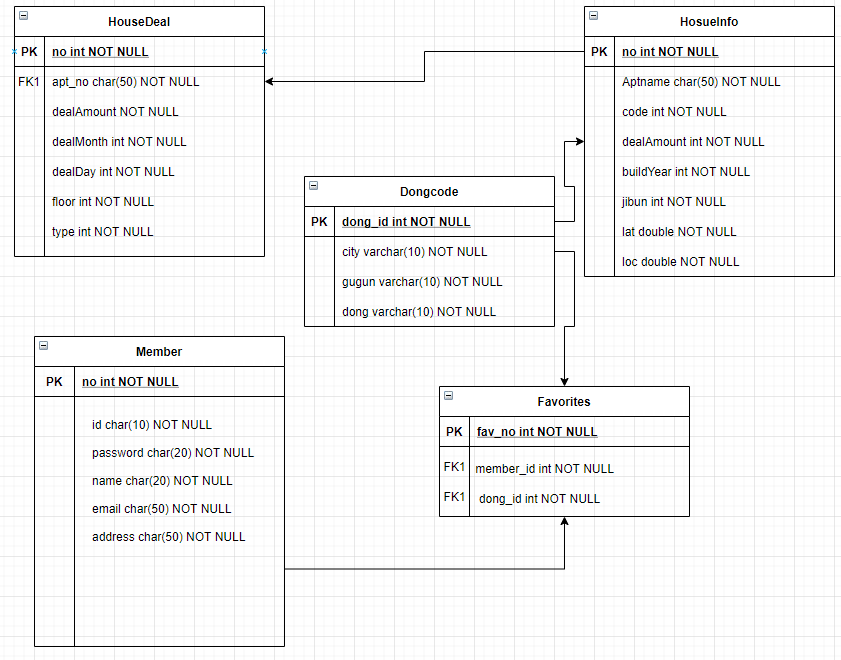 HouseDeal
PK no int NOT NULL
FK1 apt_no char(50) NOT NULL
dealAmount NOT NULL
dealMonth int NOT NULL
dealDay int NOT NULL
floor int NOT NULL
type int NOT NULL
HosueInfo
PK no int NOT NULL
Aptname char(50) NOT NULL
code int NOT NULL
dealAmount int NOT NULL
buildYear int NOT NULL
jibun int NOT NULL
lat double NOT NULL
loc double NOT NULL
Dongcode
PK dong_id int NOT NULL
city varchar(10) NOT NULL
gugun varchar(10) NOT NULL
dong varchar(10) NOT NULL
Member
PK no int NOT NULL
id char(10) NOT NULL
password char(20) NOT NULL
name char(20) NOT NULL
email char(50) NOT NULL
address char(50) NOT NULL
Favorites
PK fav_no int NOT NULL
FK1 member_id int NOT NULL
FK1 dong_id int NOT NULL